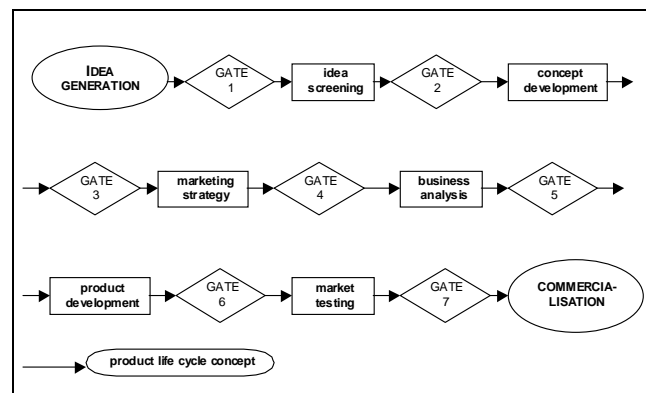 IDEA
GENERATION
GATE
1
idea
screening
GATE
2
concept
development
GATE
3
marketing
strategy
GATE
4
business
analysis
GATE
5
product
development
GATE
6
market
testing
GATE
7
COMMERCIA-
LISATION
product life cycle concept